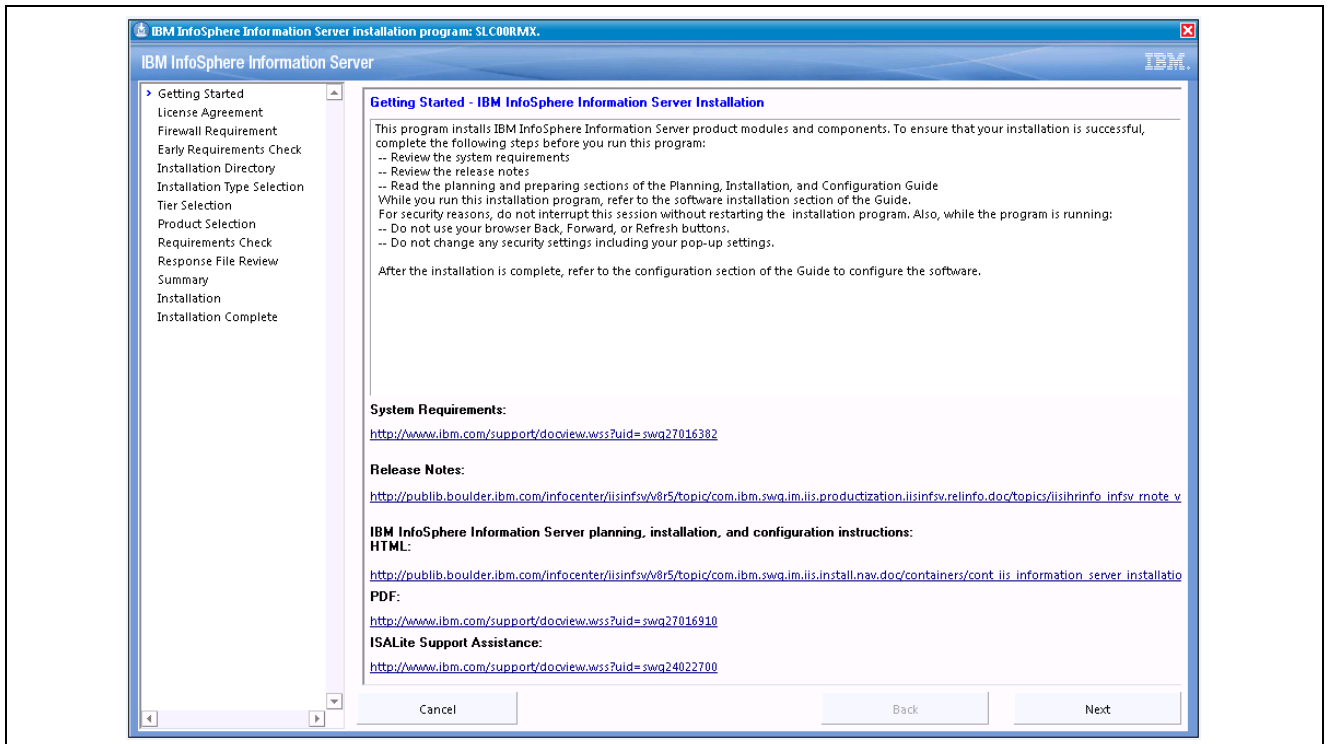 IBM InfoSphere Information Server installation program: SLC00RMX.
IBM InfoSphere Information Server
IBM.
Getting Started
License Agreement
Firewall Requirement
Early Requirements Check
Installation Directory
Installation Type Selection
Tier Selection
Product Selection
Requirements Check
Response File Review
Summary
Installation
Installation Complete
Getting Started - IBM InfoSphere Information Server Installation
This program installs IBM InfoSphere Information Server product modules and components. To ensure that your installation is successful,
complete the following steps before you run this program:
-- Review the system requirements
-- Review the release notes
-- Read the planning and preparing sections of the Planning, Installation, and Configuration Guide
While you run this installation program, refer to the software installation section of the Guide.
For security reasons, do not interrupt this session without restarting the installation program. Also, while the program is running:
-- Do not use your browser Back, Forward, or Refresh buttons.
-- Do not change any security settings including your pop-up settings.
After the installation is complete, refer to the configuration section of the Guide to configure the software.
System Requirements:
http://www.ibm.com/support/docview.wss?uid=swg27016382
Release Notes:
http://publib.boulder.ibm.com/infocenter/iisinfsv/v8r5/topic/com.ibm.swg.im.iis.productization.iisinfsv.relinfo.doc/topics/iisihrinfo_infsv_rnote_v
IBM InfoSphere Information Server planning, installation, and configuration instructions:
HTML:
http://publib.boulder.ibm.com/infocenter/iisinfsv/v8r5/topic/com.ibm.swg.im.iis.install.nav.doc/containers/cont_iis_information_server_installatio
PDF:
http://www.ibm.com/support/docview.wss?uid=swg27016910
ISALite Support Assistance:
http://www.ibm.com/support/docview.wss?uid=swg24022700
Cancel
Back
Next